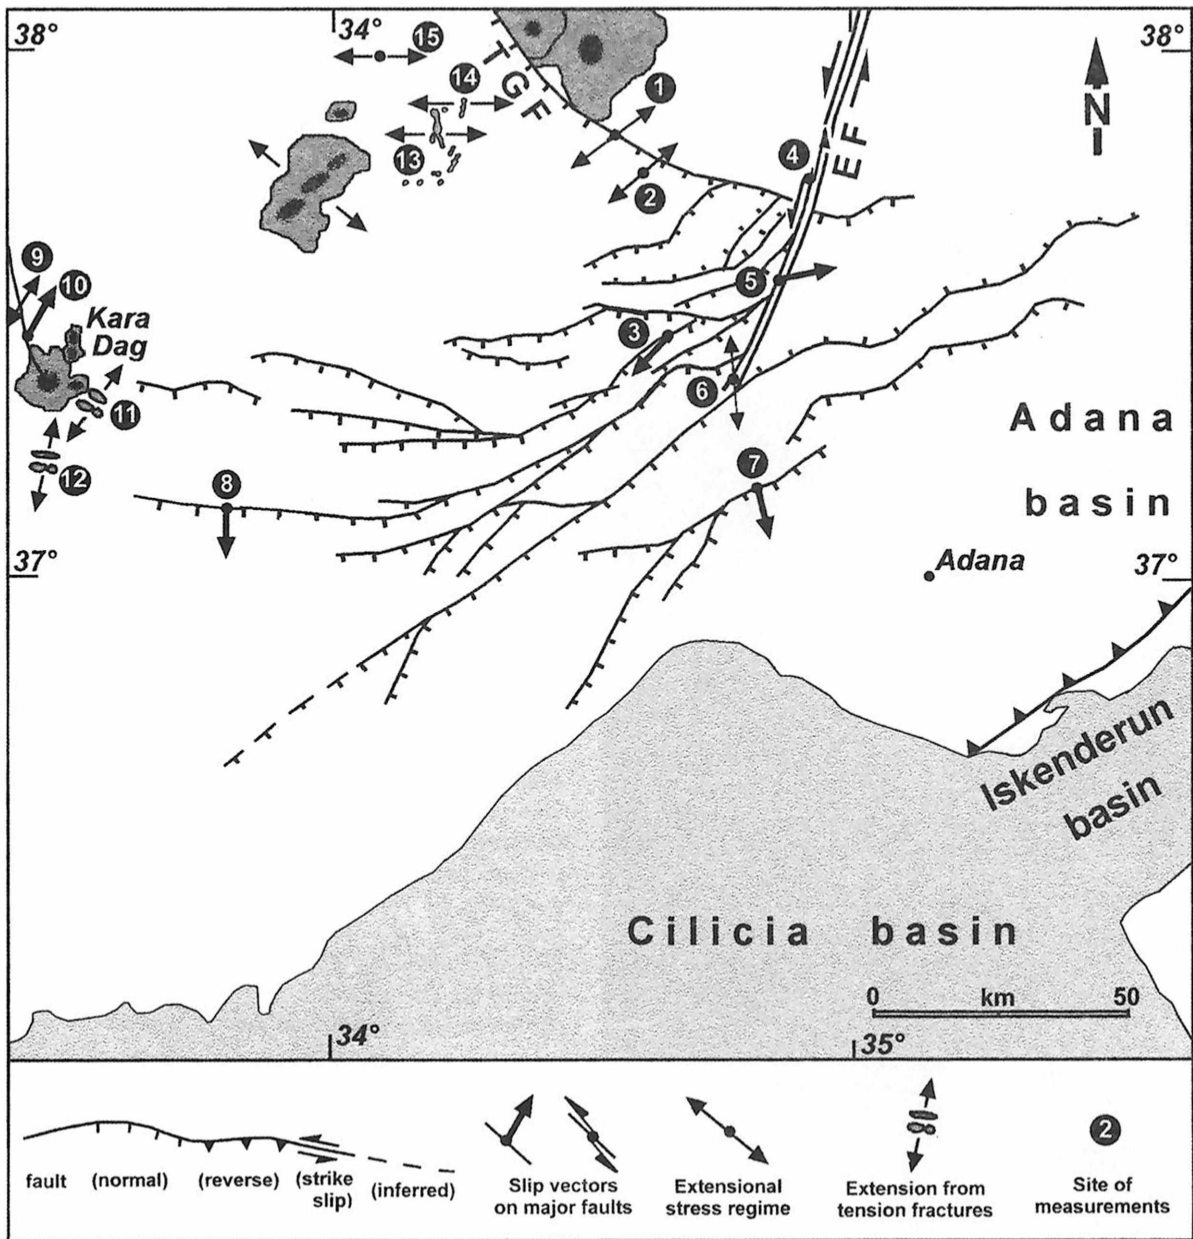 38°
34°
38°
15
14
TGF
1
N
13
4
EF
2
9
10
5
Kara
Dag
3
6
11
Adana
basin
7
12
8
37°
Adana
37°
Iskenderun
basin
Cilicia basin
0 km 50
34°
35°
2
fault (normal) (reverse) (strike slip) (inferred)
Slip vectors
on major faults
Extensional
stress regime
Extension from
tension fractures
Site of
measurements